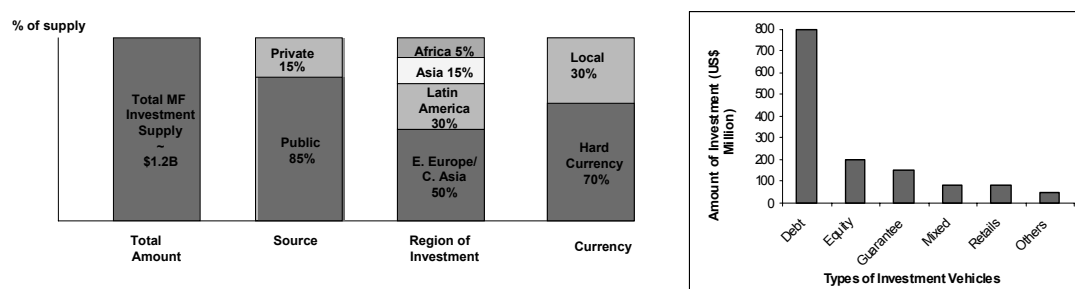 % of supply
Total MF
Investment
Supply
~
$1.2B
Total
Amount
Private
15%
Public
85%
Source
Africa 5%
Asia 15%
Latin
America
30%
E. Europe/
C. Asia
50%
Region of
Investment
Local
30%
Hard
Currency
70%
Currency
Amount of Investment (US$
Million)
800
700
600
500
400
300
200
100
0
Debt
Equity
Guarantee
Mixed
Retails
Others
Types of Investment Vehicles